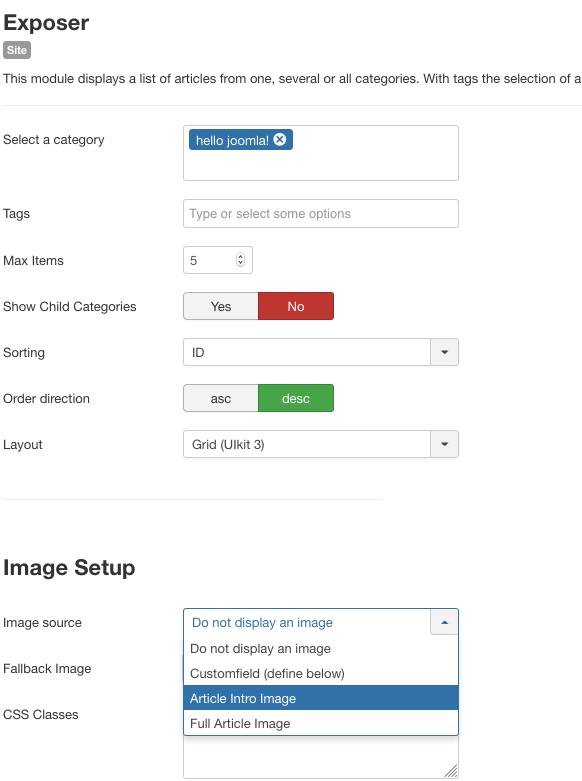 Exposer
Site
This module displays a list of articles from one, several or all categories. With tags the selection of a
Select a category
hello joomla!
Tags
Type or select some options
Max Items
5
Show Child Categories
Yes No
Sorting
ID
Order direction
asc desc
Layout
Grid (UIkit 3)
Image Setup
Image source
Do not display an image
Do not display an image
Customfield (define below)
Fallback Image
Article Intro Image
CSS Classes
Full Article Image